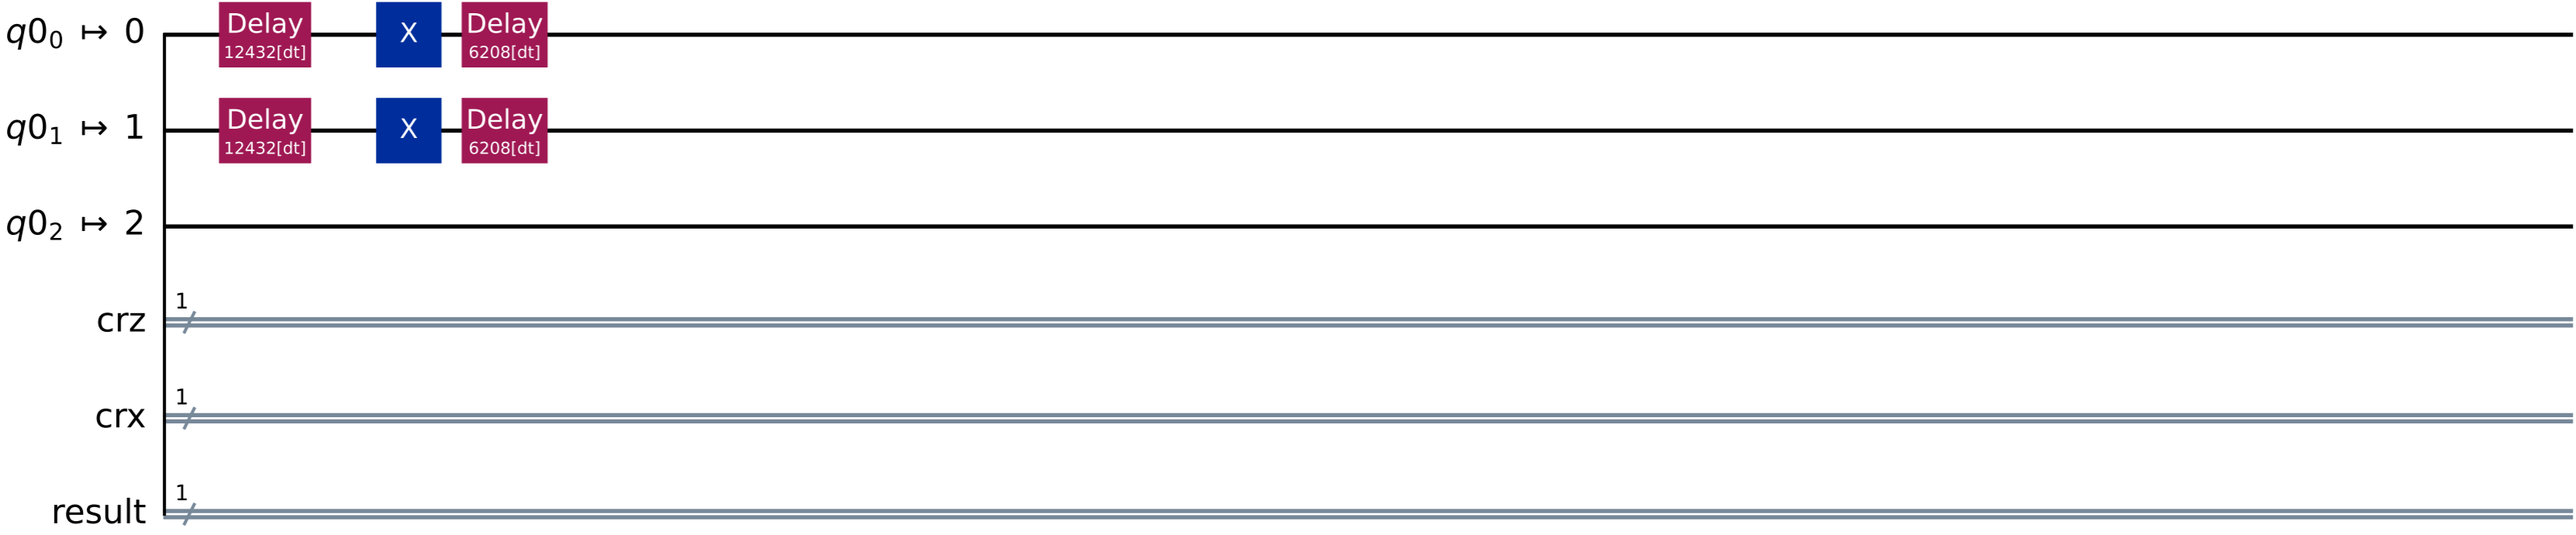 q0₀ ↦ 0 Delay 12432[dt] X Delay 6208[dt]
q0₁ ↦ 1 Delay 12432[dt] X Delay 6208[dt]
q0₂ ↦ 2
crz 1
crx 1
result 1